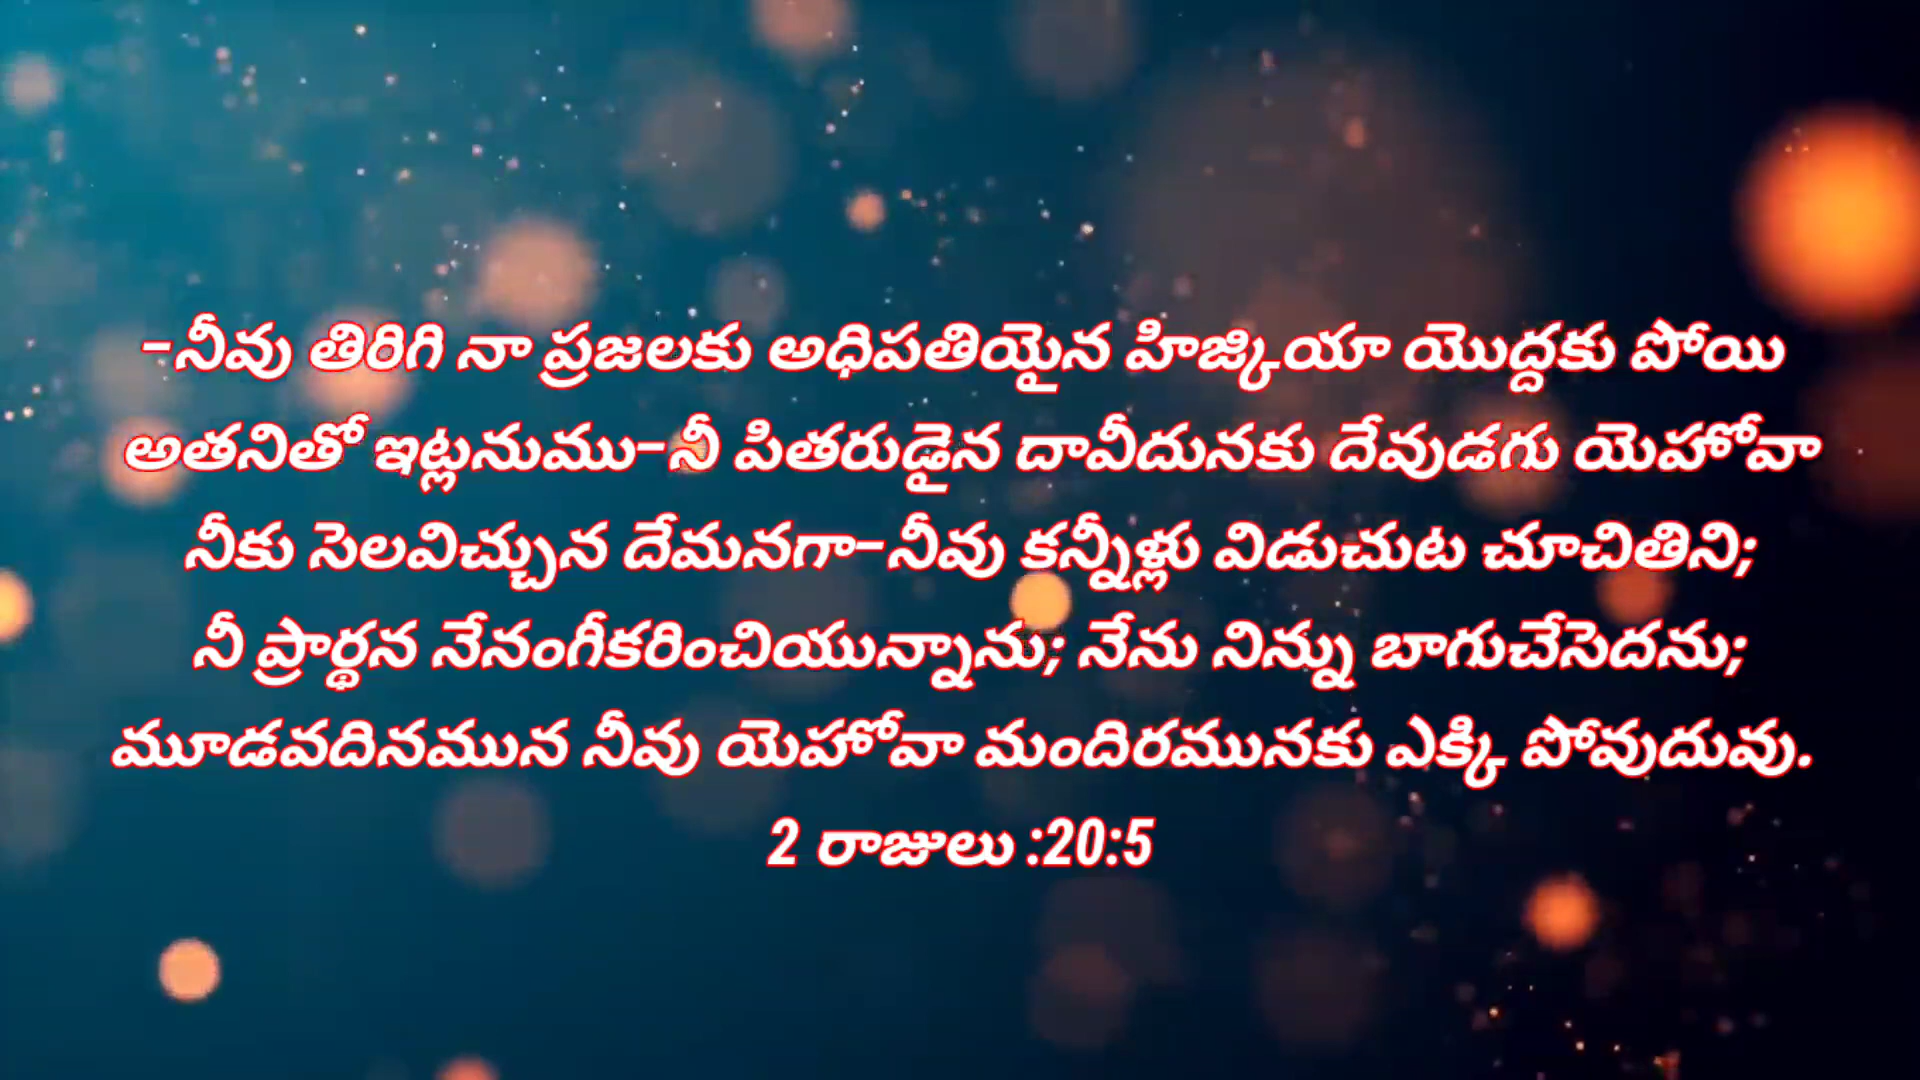 -నీవు తిరిగి నా ప్రజలకు అధిపతియైన హిజ్కియా యొద్దకు పోయి
అతనితో ఇట్లనుము-నీ పితరుడైన దావీదునకు దేవుడగు యెహోవా
నీకు సెలవిచ్చున దేమనగా-నీవు కన్నీళ్లు విడుచుట చూచితిని;
నీ ప్రార్థన నేనంగీకరించియున్నాను; నేను నిన్ను బాగుచేసెదను;
మూడవదినమున నీవు యెహోవా మందిరమునకు ఎక్కి పోవుదువు.
2 రాజులు :20:5